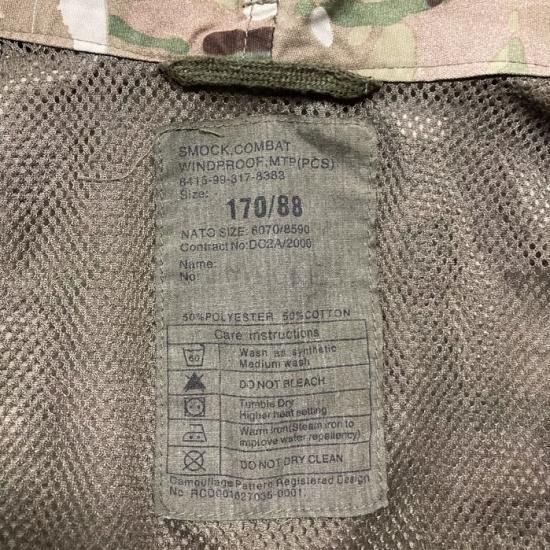 SMOCK, COMBAT
WINDPROOF, MTP(PCS)
8415-99-317-8383
Size:
170/88
NATO SIZE: 6070/8590
Contract No: DC2A/2006
Name:
No:
50%POLYESTER 50%COTTON
Care instructions
60
Wash as synthetic
Medium wash
DO NOT BLEACH
Tumble Dry
Higher heat setting
Warm Iron(Steam iron to
improve water repellency)
DO NOT DRY CLEAN
Camouflage Pattern Registered Design
No RCD001627035-0001.